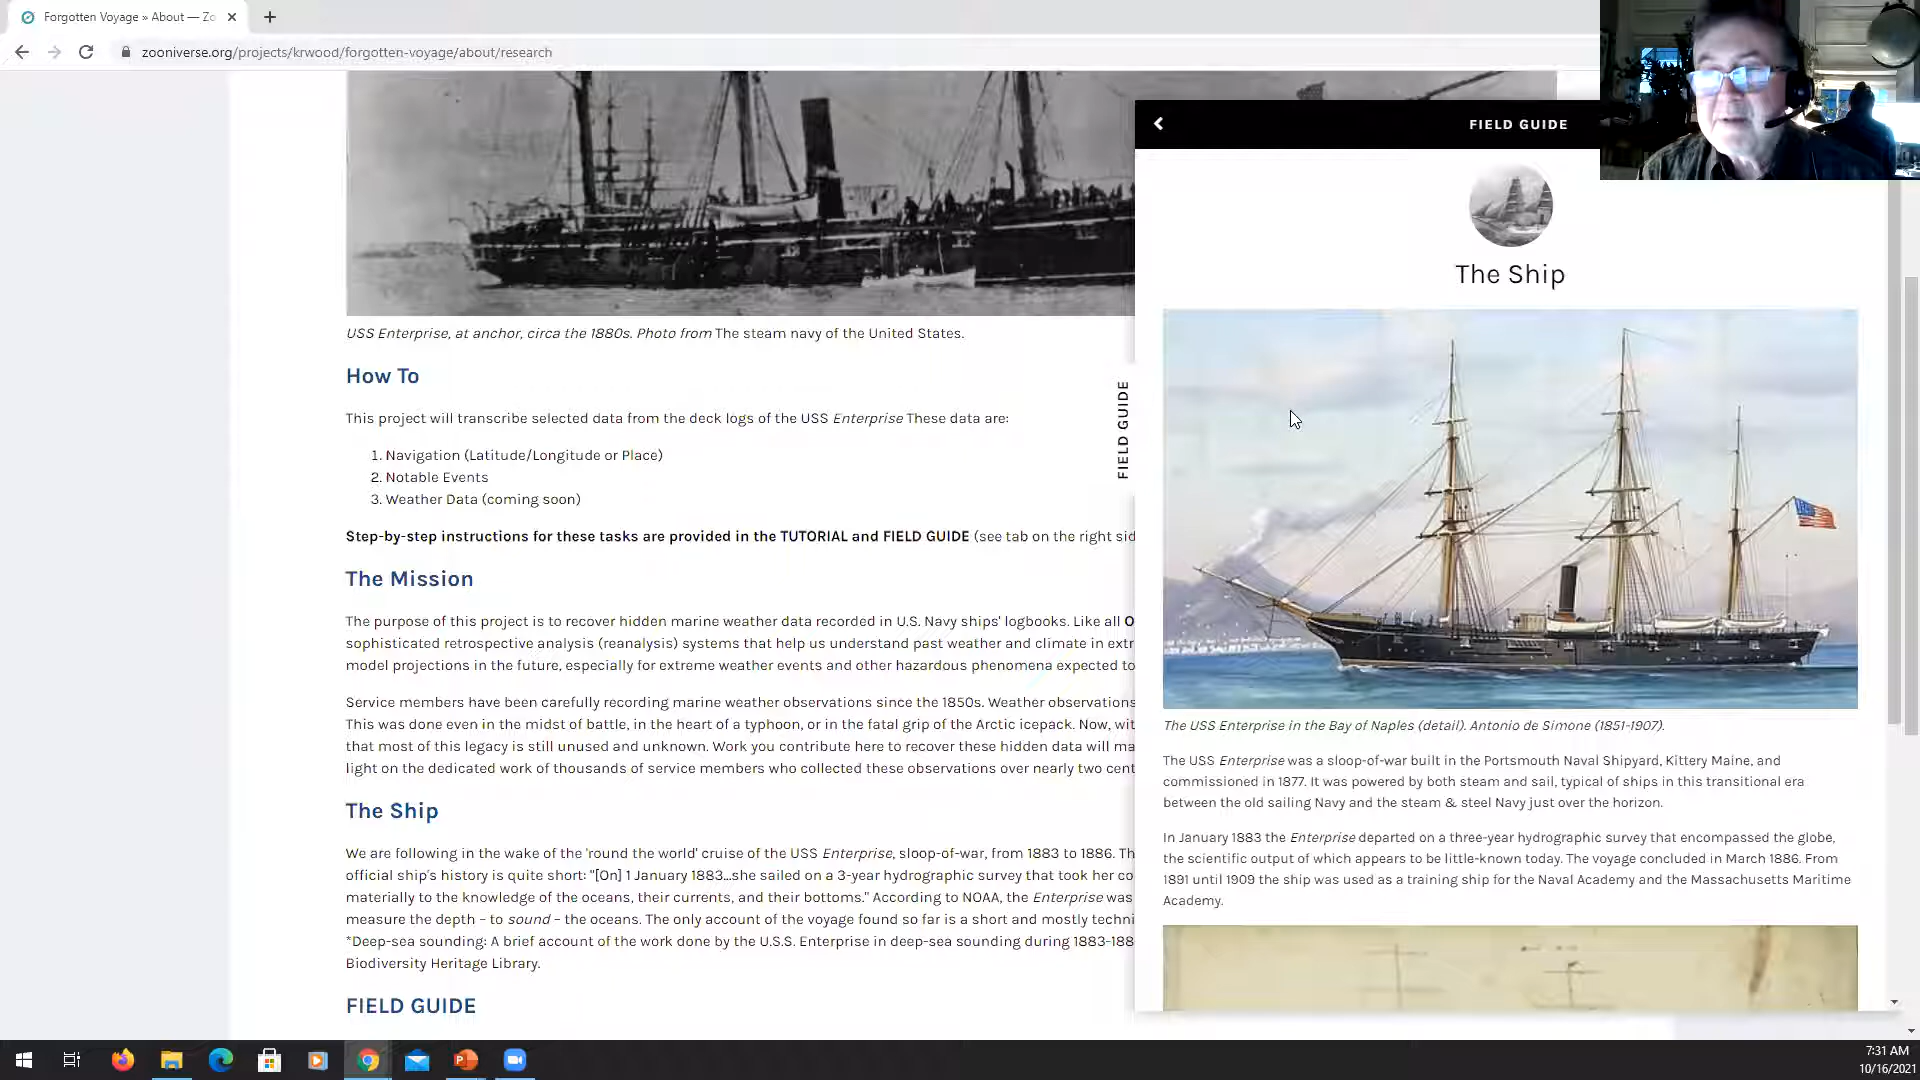 Forgotten Voyage » About — Zo
zooniverse.org/projects/krwood/forgotten-voyage/about/research
USS Enterprise, at anchor, circa the 1880s. Photo from The steam navy of the United States.
How To
This project will transcribe selected data from the deck logs of the USS Enterprise These data are:
1. Navigation (Latitude/Longitude or Place)
2. Notable Events
3. Weather Data (coming soon)
Step-by-step instructions for these tasks are provided in the TUTORIAL and FIELD GUIDE (see tab on the right sid
The Mission
The purpose of this project is to recover hidden marine weather data recorded in U.S. Navy ships' logbooks. Like all O
sophisticated retrospective analysis (reanalysis) systems that help us understand past weather and climate in extr
model projections in the future, especially for extreme weather events and other hazardous phenomena expected to
Service members have been carefully recording marine weather observations since the 1850s. Weather observations
This was done even in the midst of battle, in the heart of a typhoon, or in the fatal grip of the Arctic icepack. Now, wit
that most of this legacy is still unused and unknown. Work you contribute here to recover these hidden data will ma
light on the dedicated work of thousands of service members who collected these observations over nearly two cent
The Ship
We are following in the wake of the 'round the world' cruise of the USS Enterprise, sloop-of-war, from 1883 to 1886. Th
official ship's history is quite short: "[On] 1 January 1883...she sailed on a 3-year hydrographic survey that took her co
materially to the knowledge of the oceans, their currents, and their bottoms." According to NOAA, the Enterprise was
measure the depth – to sound – the oceans. The only account of the voyage found so far is a short and mostly techni
*Deep-sea sounding: A brief account of the work done by the U.S.S. Enterprise in deep-sea sounding during 1883-188
Biodiversity Heritage Library.
FIELD GUIDE
FIELD GUIDE
FIELD GUIDE
The Ship
The USS Enterprise in the Bay of Naples (detail). Antonio de Simone (1851-1907).
The USS Enterprise was a sloop-of-war built in the Portsmouth Naval Shipyard, Kittery Maine, and
commissioned in 1877. It was powered by both steam and sail, typical of ships in this transitional era
between the old sailing Navy and the steam & steel Navy just over the horizon.
In January 1883 the Enterprise departed on a three-year hydrographic survey that encompassed the globe,
the scientific output of which appears to be little-known today. The voyage concluded in March 1886. From
1891 until 1909 the ship was used as a training ship for the Naval Academy and the Massachusetts Maritime
Academy.
7:31 AM
10/16/2021